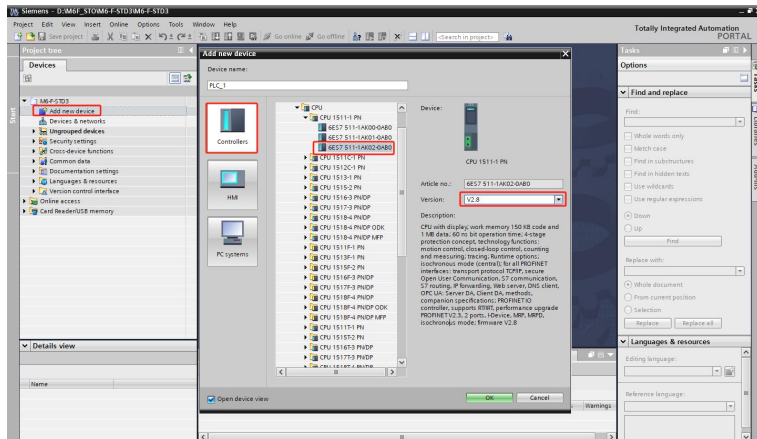 Siemens - D:\M6F_STO\M6-F-STD3\M6-F-STD3
Project Edit View Insert Online Options Tools Window Help
Totally Integrated Automation
PORTAL
Save project
Go online
Go offline
<Search in project>
Project tree
Devices
M6-F-STD3
Add new device
Devices & networks
Ungrouped devices
Security settings
Cross-device functions
Common data
Documentation settings
Languages & resources
Version control interface
Online access
Card Reader/USB memory
Start
Details view
Name
Add new device
Device name:
PLC_1
Controllers
HMI
PC systems
CPU
CPU 1511-1 PN
6ES7 511-1AK00-0AB0
6ES7 511-1AK01-0AB0
6ES7 511-1AK02-0AB0
CPU 1511C-1 PN
CPU 1512C-1 PN
CPU 1513-1 PN
CPU 1515-2 PN
CPU 1516-3 PN/DP
CPU 1517-3 PN/DP
CPU 1518-4 PN/DP
CPU 1518-4 PN/DP ODK
CPU 1518-4 PN/DP MFP
CPU 1511F-1 PN
CPU 1513F-1 PN
CPU 1515F-2 PN
CPU 1516F-3 PN/DP
CPU 1517F-3 PN/DP
CPU 1518F-4 PN/DP
CPU 1518F-4 PN/DP ODK
CPU 1518F-4 PN/DP MFP
CPU 1511T-1 PN
CPU 1515T-2 PN
CPU 1516T-3 PN/DP
CPU 1517T-3 PN/DP
Device:
CPU 1511-1 PN
Article no.: 6ES7 511-1AK02-0AB0
Version: V2.8
Description:
CPU with display; work memory 150 KB code and
1 MB data; 60 ns bit operation time; 4-stage
protection concept, technology functions:
motion control, closed-loop control, counting
and measuring; tracing; Runtime options;
isochronous mode (central); for all PROFINET
interfaces: transport protocol TCP/IP, secure
Open User Communication, S7 communication,
S7 routing, IP forwarding, Web server, DNS client,
OPC UA: Server DA, Client DA, methods,
companion specifications; PROFINET IO
controller, supports RT/IRT, performance upgrade
PROFINET V2.3, 2 ports, I-Device, MRP, MRPD,
isochronous mode; firmware V2.8
Open device view
OK
Cancel
Warnings
Tasks
Options
Find and replace
Find:
Whole words only
Match case
Find in substructures
Find in hidden texts
Use wildcards
Use regular expressions
Down
Up
Find
Replace with:
Whole document
From current position
Selection
Replace
Replace all
Languages & resources
Editing language:
Reference language:
Tasks
Libraries